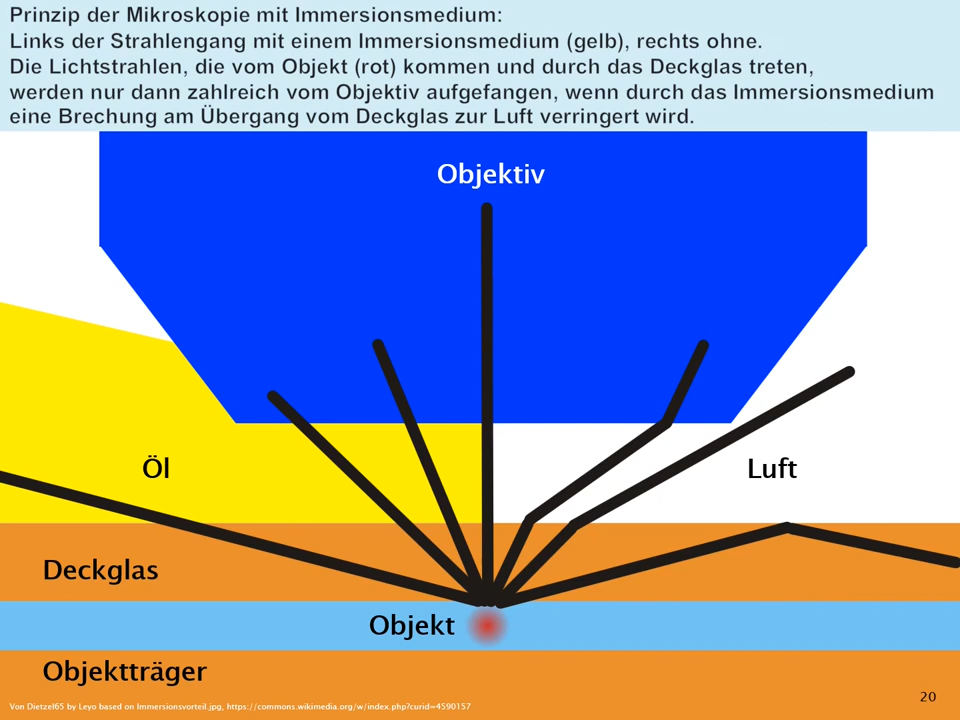 Prinzip der Mikroskopie mit Immersionsmedium:
Links der Strahlengang mit einem Immersionsmedium (gelb), rechts ohne.
Die Lichtstrahlen, die vom Objekt (rot) kommen und durch das Deckglas treten,
werden nur dann zahlreich vom Objektiv aufgefangen, wenn durch das Immersionsmedium
eine Brechung am Übergang vom Deckglas zur Luft verringert wird.
Objektiv
Öl
Luft
Deckglas
Objekt
Objektträger
20
Von Dietzel65 by Leyo based on Immersionsvorteil.jpg, https://commons.wikimedia.org/w/index.php?curid=4590157